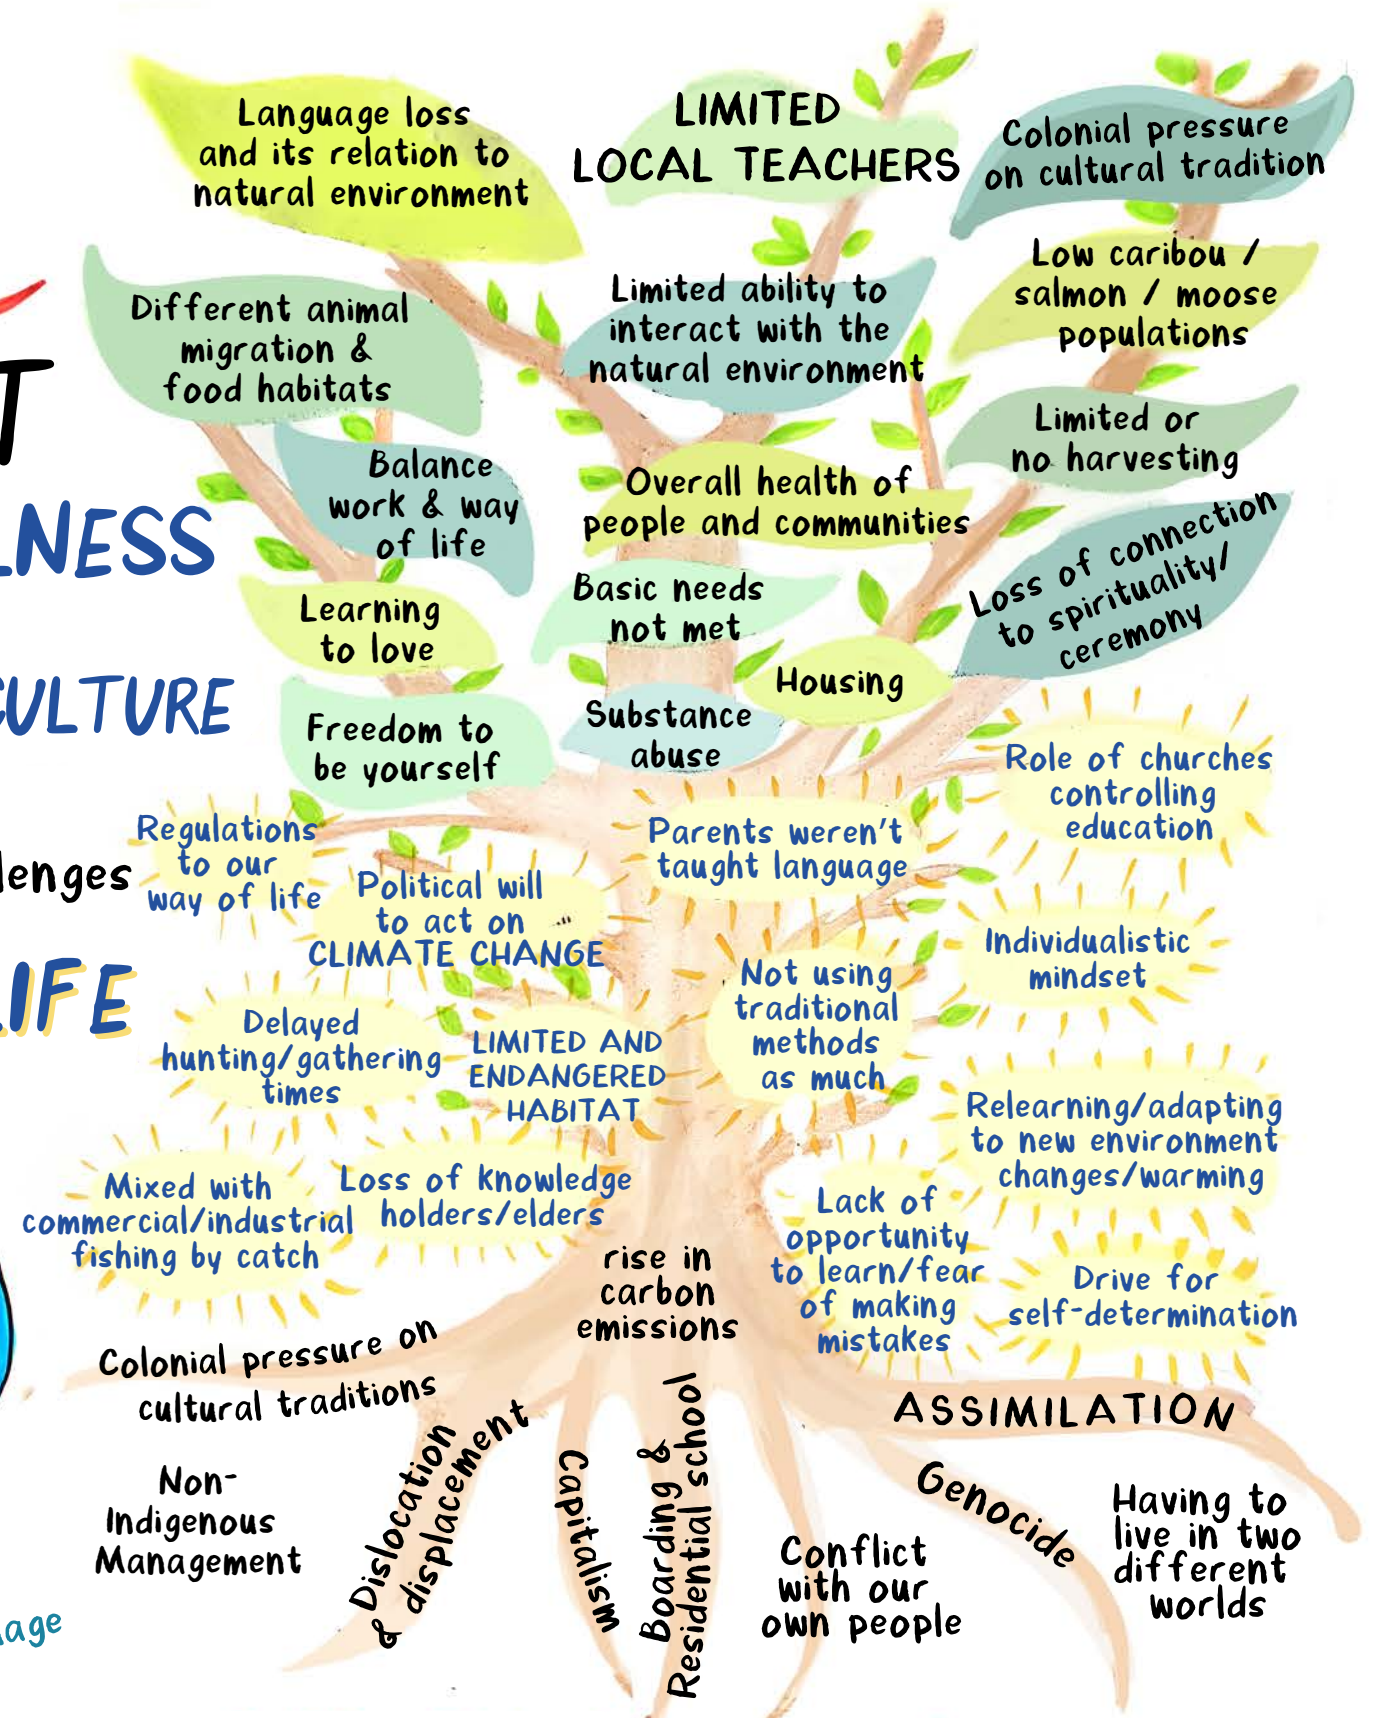 Language loss
and its relation to
natural environment
LIMITED
LOCAL TEACHERS
Colonial pressure
on cultural tradition
Different animal
migration &
food habitats
Limited ability to
interact with the
natural environment
Low caribou /
salmon / moose
populations
Balance
work & way
of life
Overall health of
people and communities
Limited or
no harvesting
Learning
to love
Basic needs
not met
Loss of connection
to spirituality/
ceremony
Freedom to
be yourself
Substance
abuse
Housing
T
LNESS
CULTURE
lenges
LIFE
Regulations
to our
way of life
Political will
to act on
CLIMATE CHANGE
Parents weren't
taught language
Role of churches
controlling
education
Delayed
hunting/gathering
times
LIMITED AND
ENDANGERED
HABITAT
Not using
traditional
methods
as much
Individualistic
mindset
Mixed with
commercial/industrial
fishing by catch
Loss of knowledge
holders/elders
Relearning/adapting
to new environment
changes/warming
Lack of
opportunity
to learn/fear
of making
mistakes
Drive for
self-determination
rise in
carbon
emissions
Colonial pressure on
cultural traditions
Non-
Indigenous
Management
Dislocation
& displacement
Capitalism
Boarding &
Residential school
Conflict
with our
own people
ASSIMILATION
Genocide
Having to
live in two
different
worlds
age